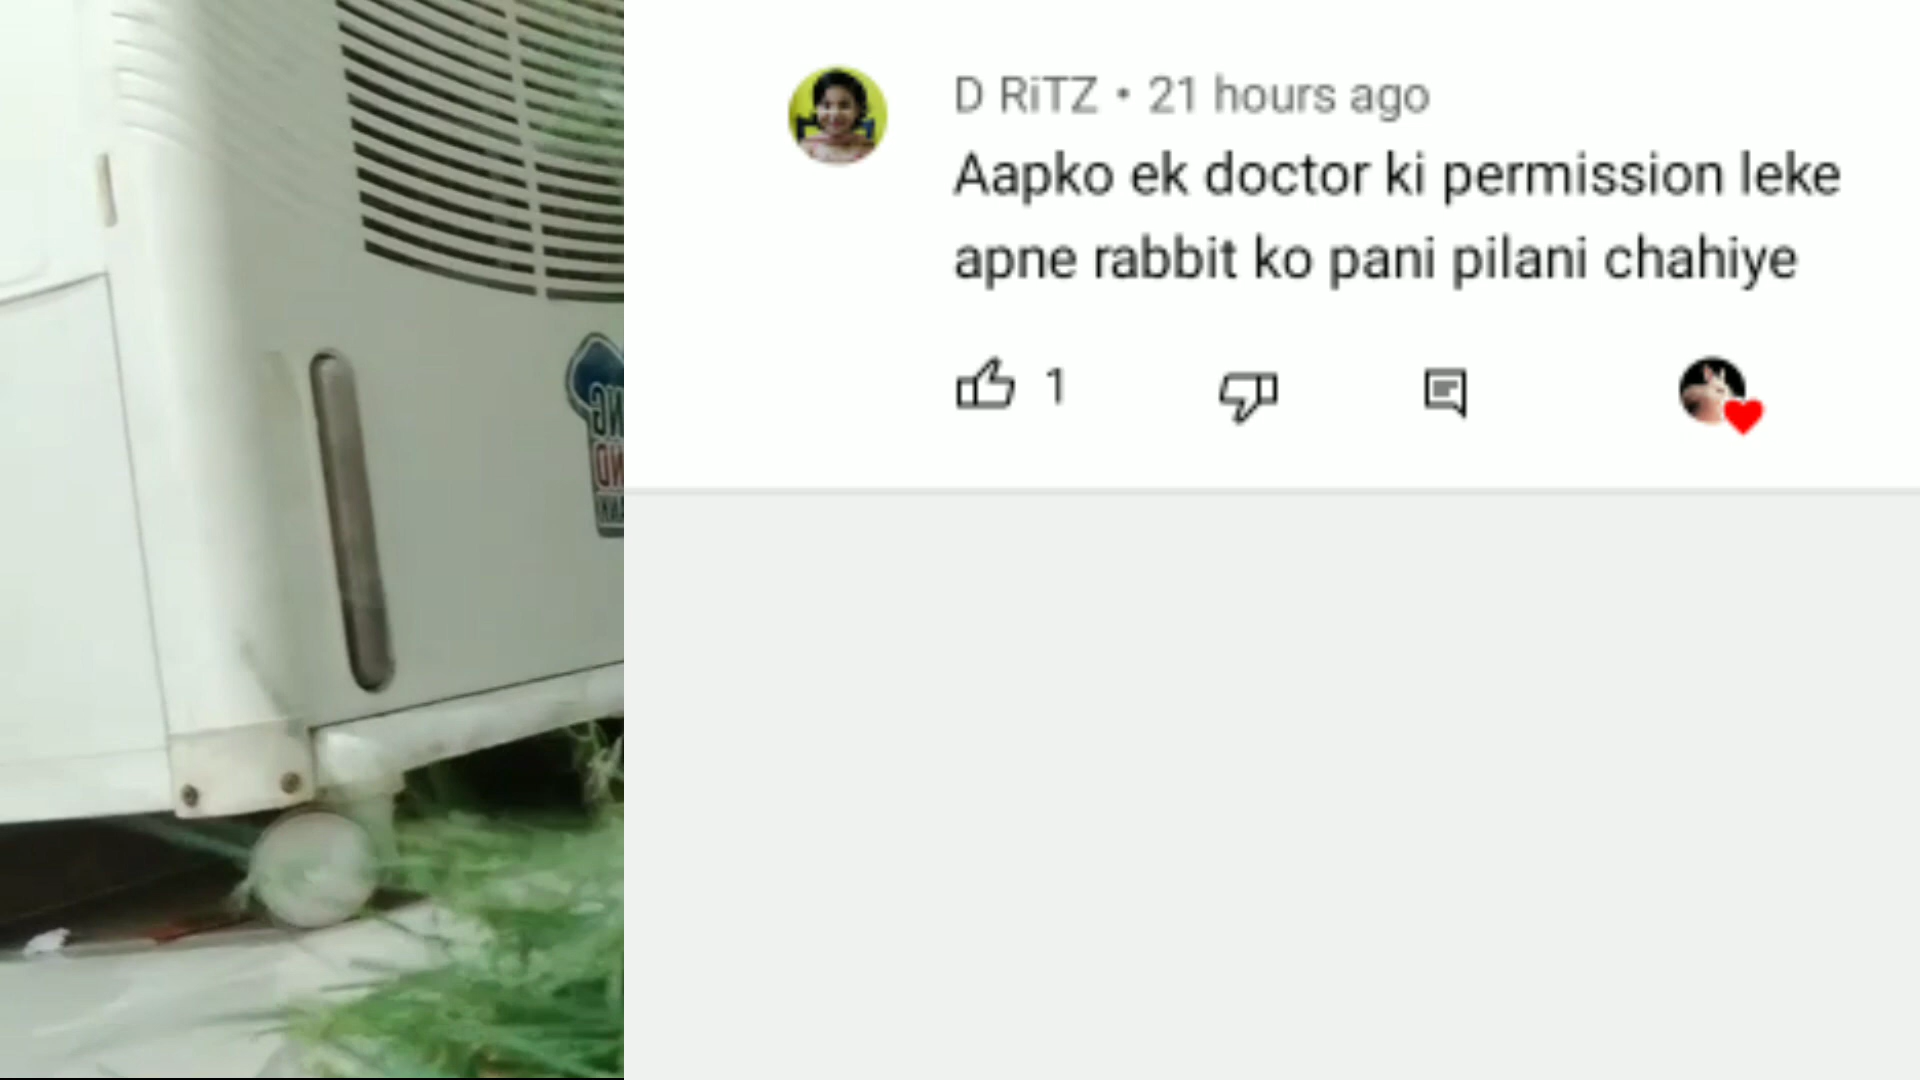 D RiTZ • 21 hours ago
Aapko ek doctor ki permission leke
apne rabbit ko pani pilani chahiye
1